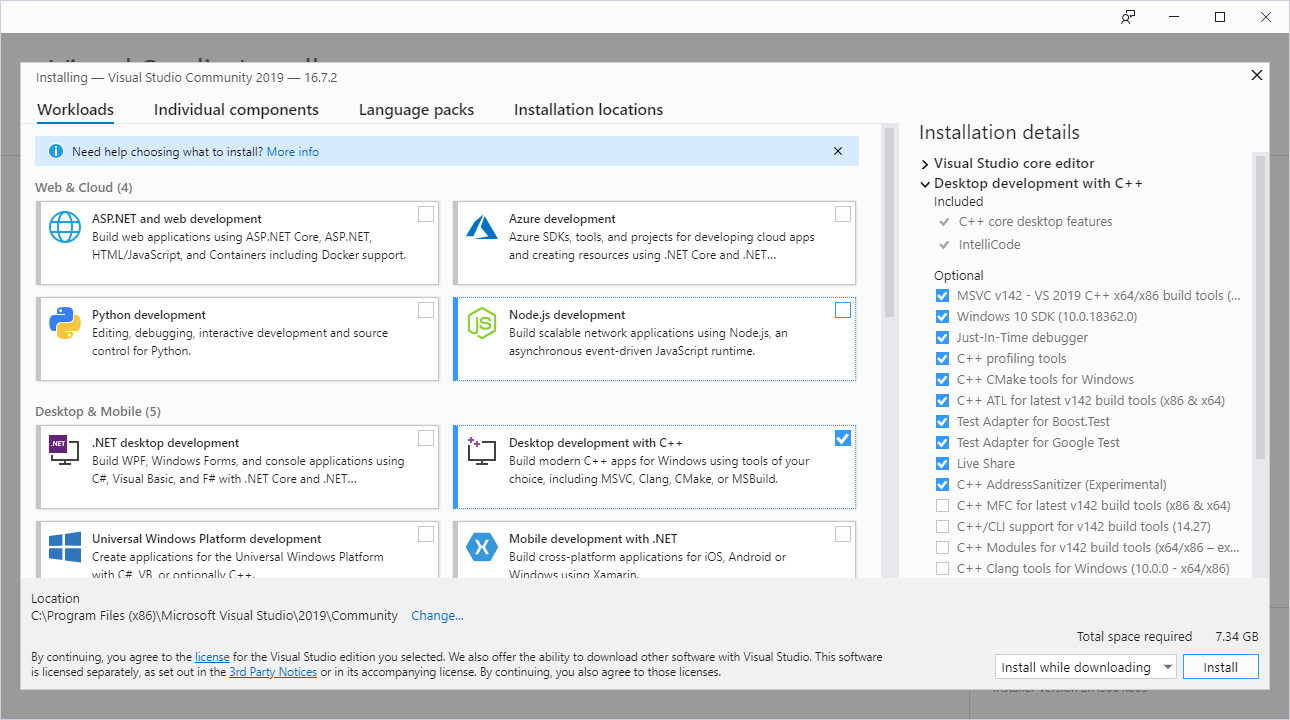 Installing — Visual Studio Community 2019 — 16.7.2
Workloads
Individual components
Language packs
Installation locations
Need help choosing what to install? More info
Web & Cloud (4)
ASP.NET and web development
Build web applications using ASP.NET Core, ASP.NET,
HTML/JavaScript, and Containers including Docker support.
Azure development
Azure SDKs, tools, and projects for developing cloud apps
and creating resources using .NET Core and .NET...
Python development
Editing, debugging, interactive development and source
control for Python.
JS
Node.js development
Build scalable network applications using Node.js, an
asynchronous event-driven JavaScript runtime.
Desktop & Mobile (5)
.NET
.NET desktop development
Build WPF, Windows Forms, and console applications using
C#, Visual Basic, and F# with .NET Core and .NET...
Desktop development with C++
Build modern C++ apps for Windows using tools of your
choice, including MSVC, Clang, CMake, or MSBuild.
Universal Windows Platform development
Create applications for the Universal Windows Platform
with C#, VB, or optionally C++.
Mobile development with .NET
Build cross-platform applications for iOS, Android or
Windows using Xamarin.
Installation details
Visual Studio core editor
Desktop development with C++
Included
C++ core desktop features
IntelliCode
Optional
MSVC v142 - VS 2019 C++ x64/x86 build tools (...
Windows 10 SDK (10.0.18362.0)
Just-In-Time debugger
C++ profiling tools
C++ CMake tools for Windows
C++ ATL for latest v142 build tools (x86 & x64)
Test Adapter for Boost.Test
Test Adapter for Google Test
Live Share
C++ AddressSanitizer (Experimental)
C++ MFC for latest v142 build tools (x86 & x64)
C++/CLI support for v142 build tools (14.27)
C++ Modules for v142 build tools (x64/x86 – ex...
C++ Clang tools for Windows (10.0.0 - x64/x86)
Location
C:\Program Files (x86)\Microsoft Visual Studio\2019\Community Change...
Total space required 7.34 GB
By continuing, you agree to the license for the Visual Studio edition you selected. We also offer the ability to download other software with Visual Studio. This software
is licensed separately, as set out in the 3rd Party Notices or in its accompanying license. By continuing, you also agree to those licenses.
Install while downloading
Install